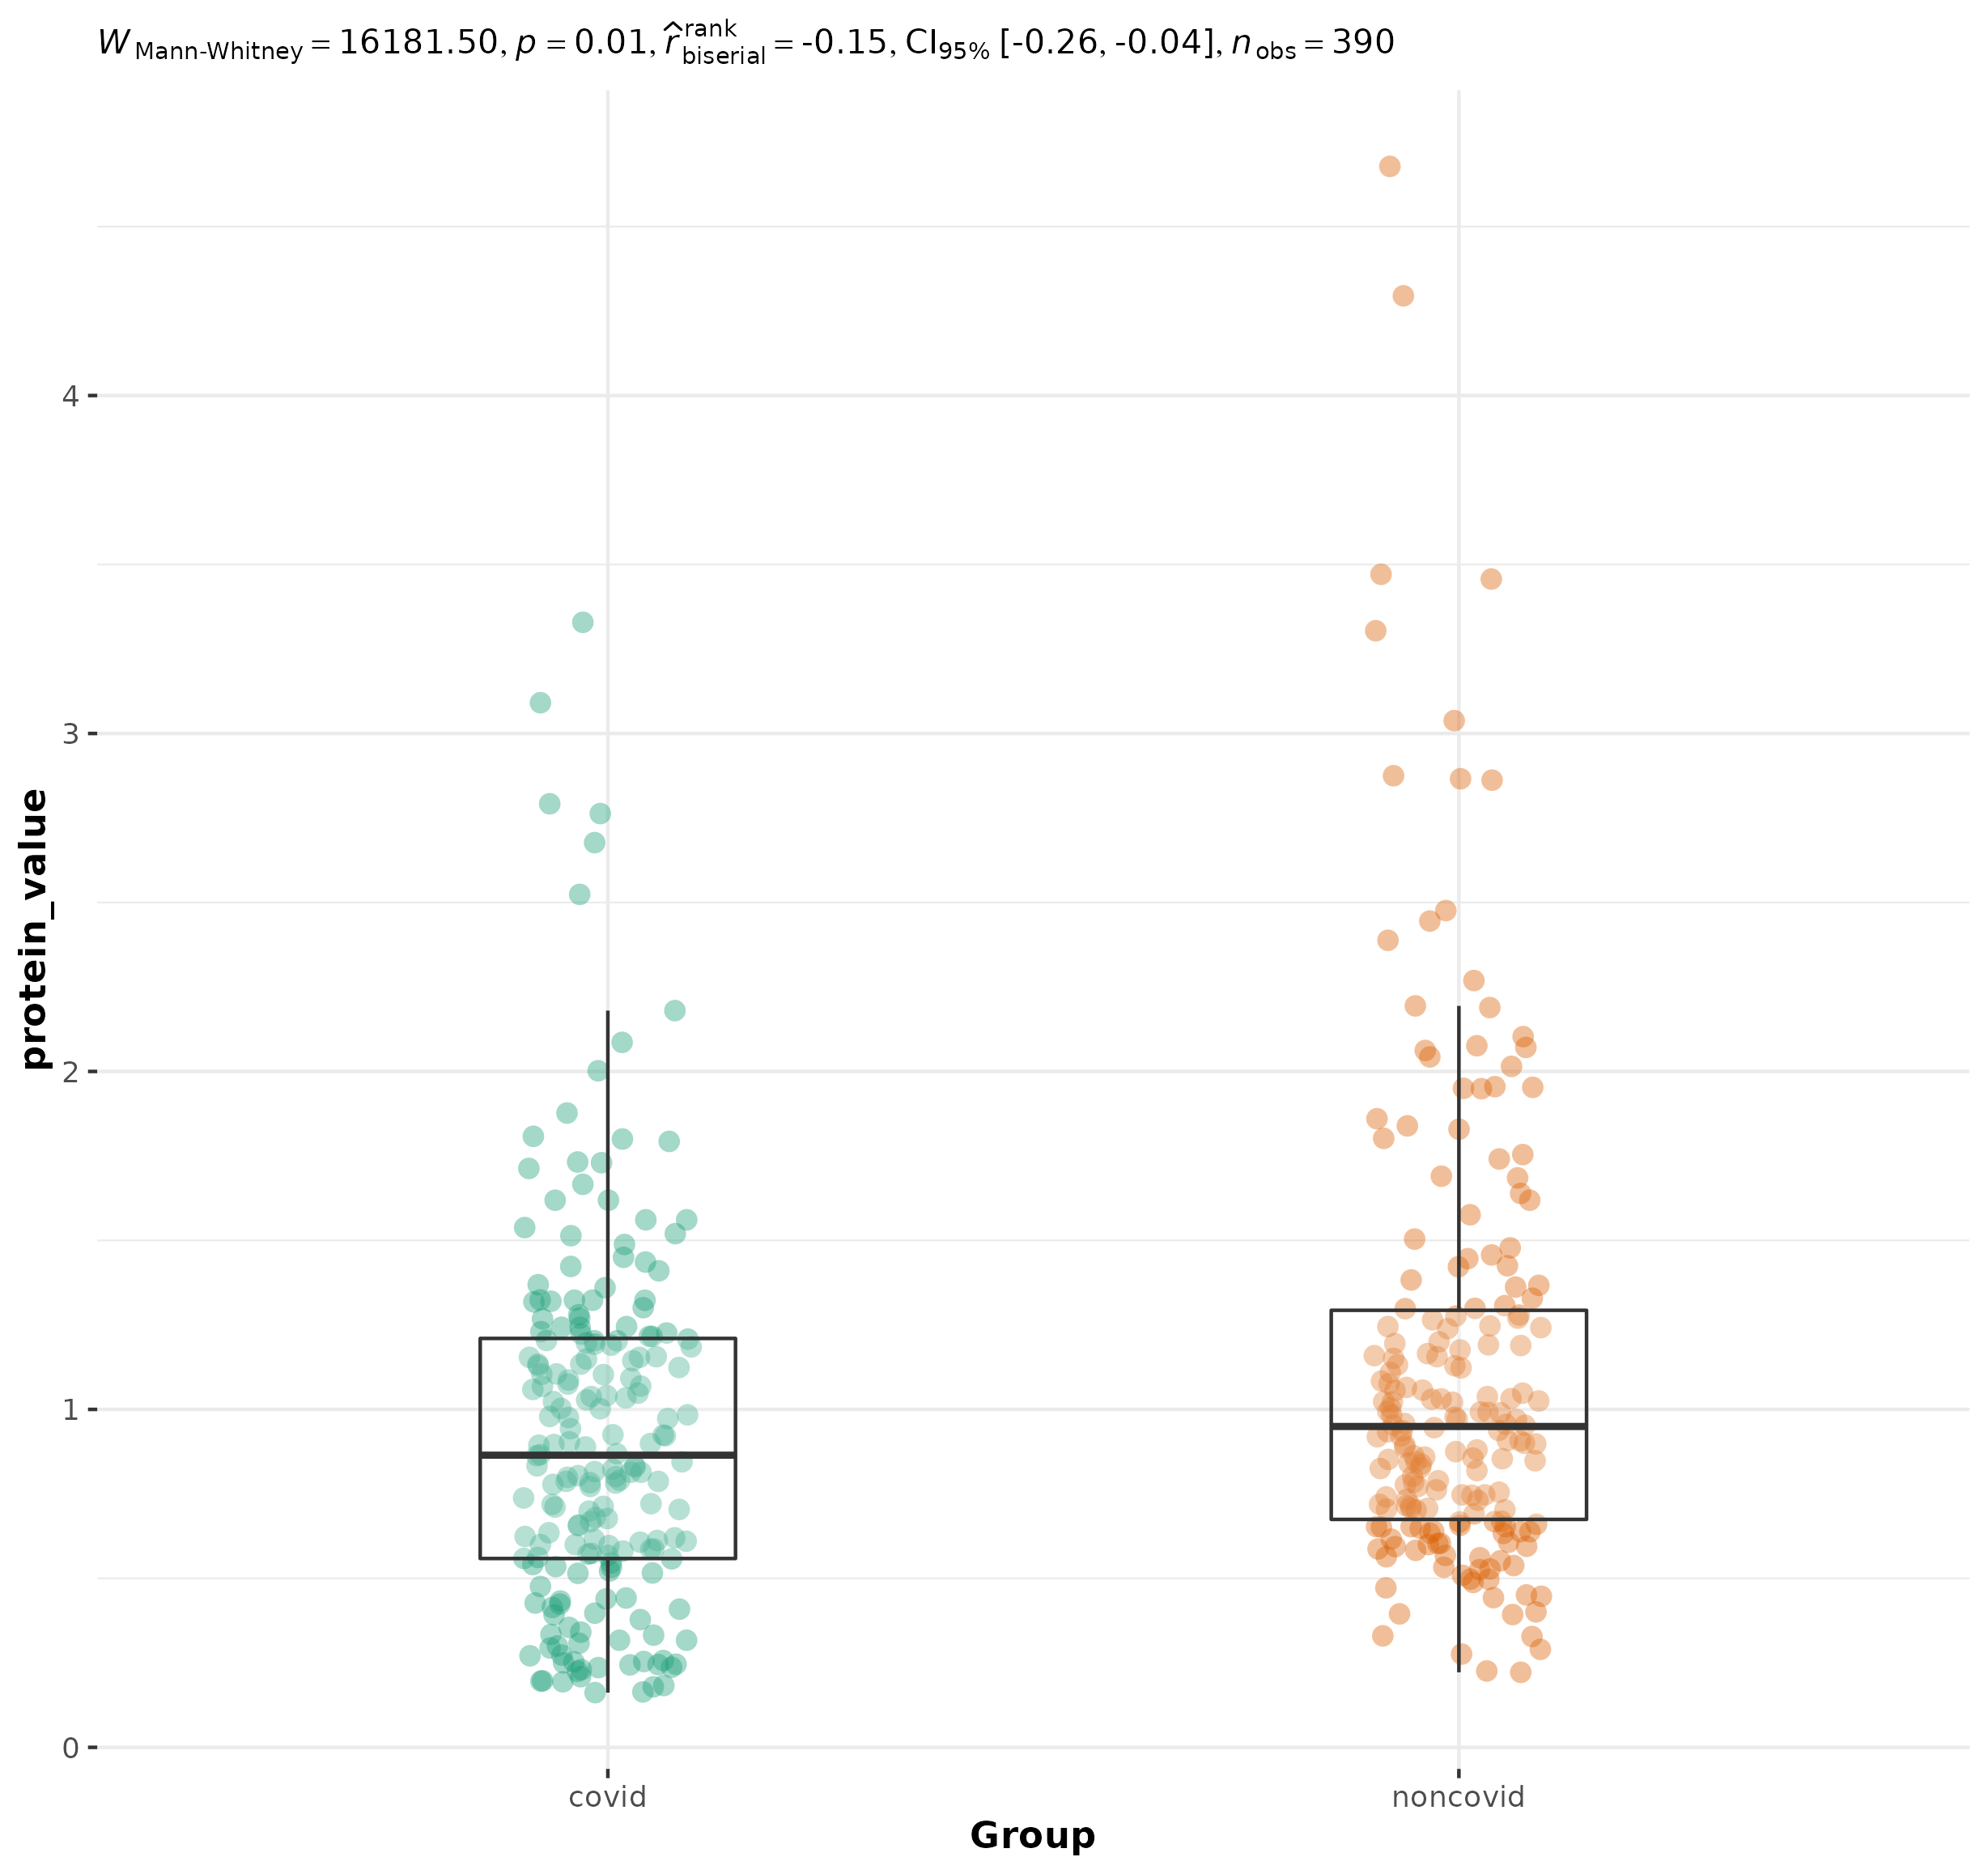 W Mann-Whitney = 16181.50, p = 0.01, r̂ rank biserial = -0.15, CI95% [-0.26, -0.04], n obs = 390
protein_value
4
3
2
1
0
covid noncovid
Group